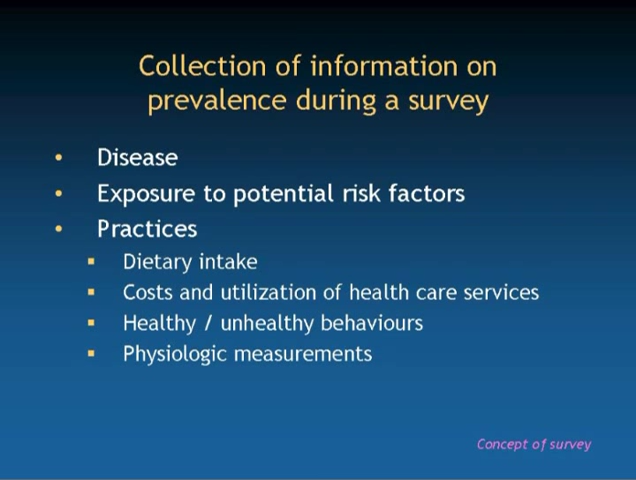 Collection of information on
prevalence during a survey
• Disease
• Exposure to potential risk factors
• Practices
▪ Dietary intake
▪ Costs and utilization of health care services
▪ Healthy / unhealthy behaviours
▪ Physiologic measurements
Concept of survey